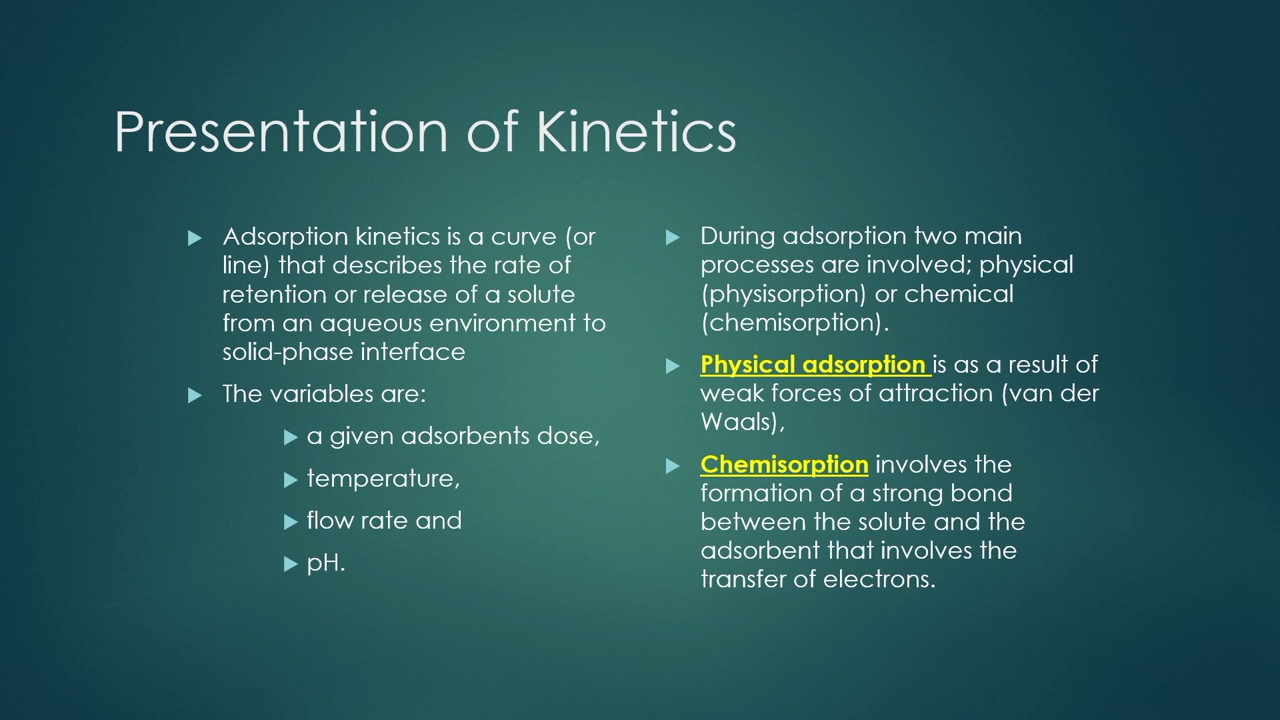 Presentation of Kinetics
Adsorption kinetics is a curve (or
line) that describes the rate of
retention or release of a solute
from an aqueous environment to
solid-phase interface
The variables are:
a given adsorbents dose,
temperature,
flow rate and
pH.
During adsorption two main
processes are involved; physical
(physisorption) or chemical
(chemisorption).
Physical adsorption is as a result of
weak forces of attraction (van der
Waals),
Chemisorption involves the
formation of a strong bond
between the solute and the
adsorbent that involves the
transfer of electrons.